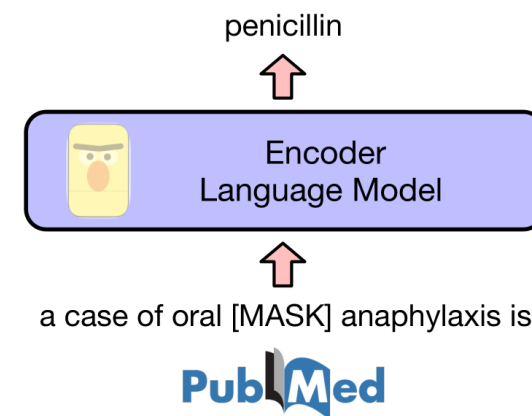 penicillin
Encoder
Language Model
a case of oral [MASK] anaphylaxis is
PubMed